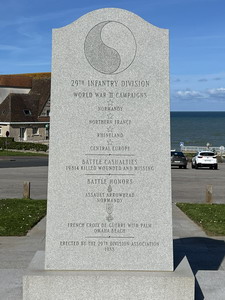 29TH INFANTRY DIVISION
WORLD WAR II CAMPAIGNS
NORMANDY
NORTHERN FRANCE
RHINELAND
CENTRAL EUROPE
BATTLE CASUALTIES
KILLED WOUNDED AND MISSING
BATTLE HONORS
ASSAULT ARROWHEAD
NORMANDY
FRENCH CROIX DE GUERRE WITH PALM
OMAHA BEACH
ERECTED BY THE 29TH DIVISION ASSOCIATION